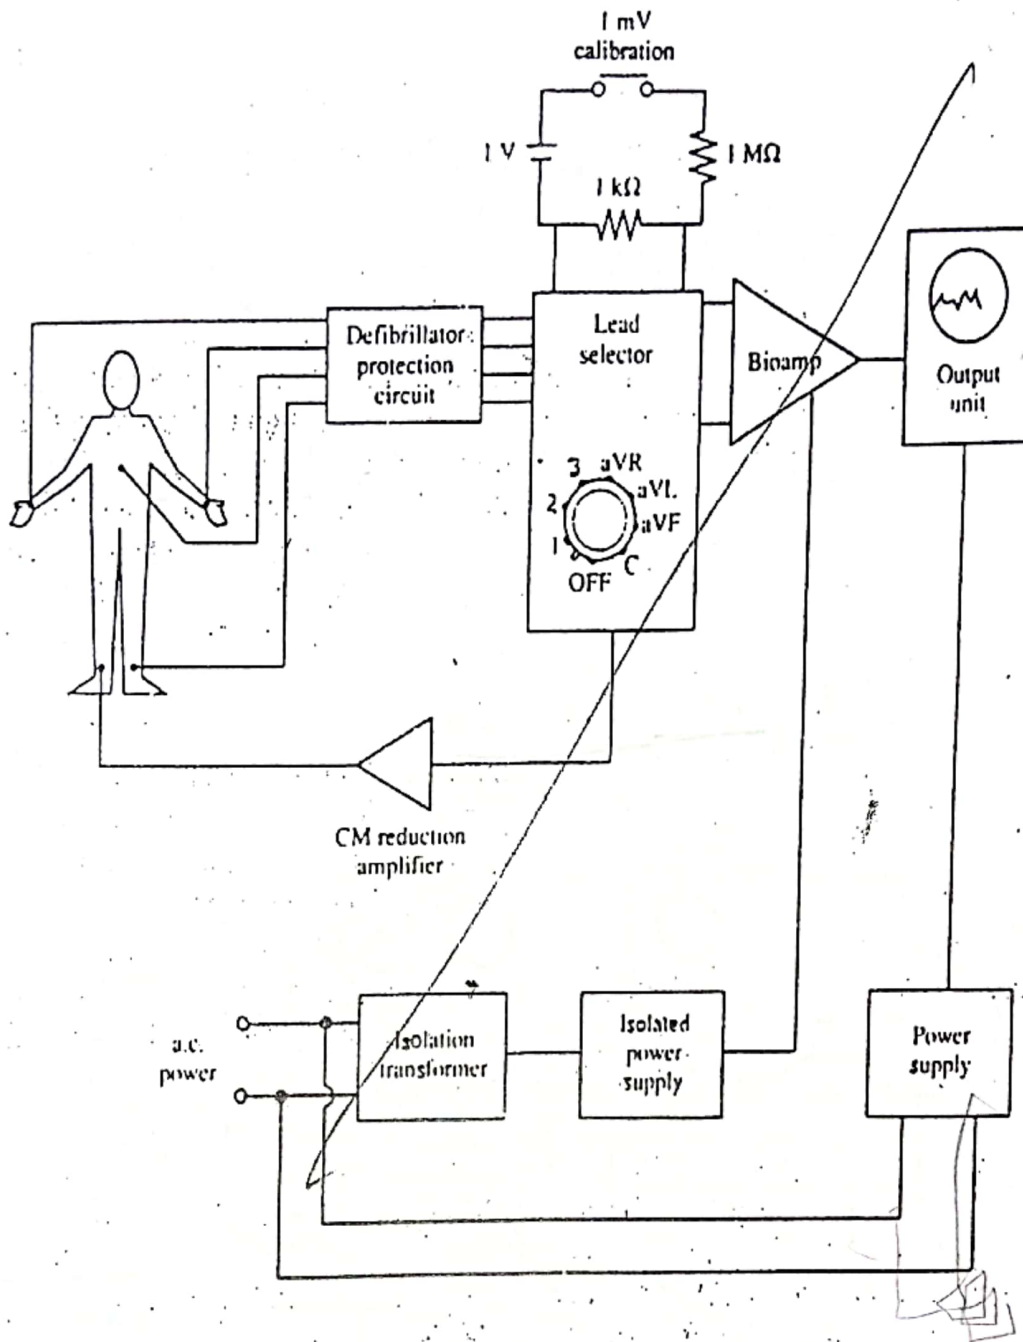 1 mV
calibration
1 V
1 MΩ
1 kΩ
Defibrillator
protection
circuit
Lead
selector
Bioamp
Output
unit
3
aVR
2
aVL
1
aVF
OFF
C
CM reduction
amplifier
a.c.
power
Isolation
transformer
Isolated
power
supply
Power
supply